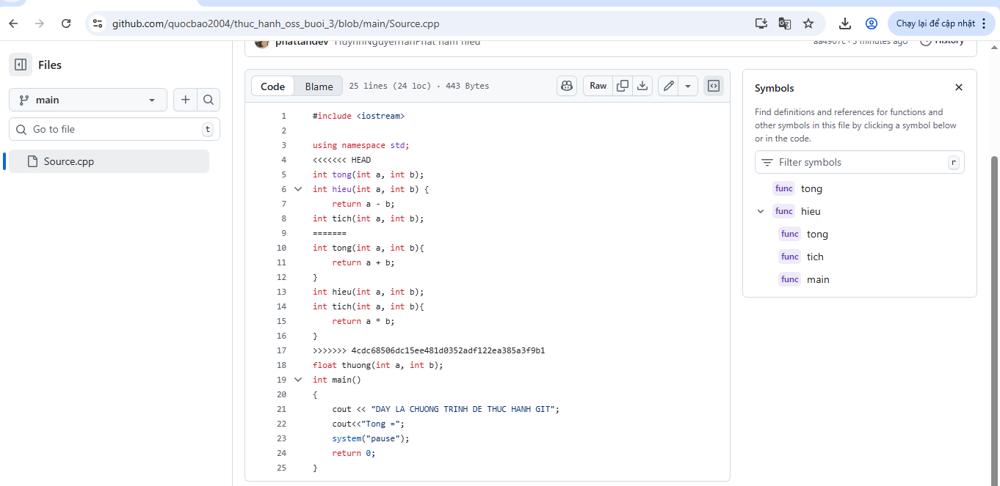 github.com/quocbao2004/thuc_hanh_oss_buoi_3/blob/main/Source.cpp
Chạy lại để cập nhật
Files
main
Go to file
t
Source.cpp
phattandev HuynhNguyenTanPhat ham hieu
aa4907c · 3 minutes ago
History
Code
Blame
25 lines (24 loc) · 443 Bytes
Raw
1 #include <iostream>
2
3 using namespace std;
4 <<<<<<< HEAD
5 int tong(int a, int b);
6 int hieu(int a, int b) {
7     return a - b;
8 int tich(int a, int b);
9 =======
10 int tong(int a, int b){
11     return a + b;
12 }
13 int hieu(int a, int b);
14 int tich(int a, int b){
15     return a * b;
16 }
17 >>>>>>> 4cdc68506dc15ee481d0352adf122ea385a3f9b1
18 float thuong(int a, int b);
19 int main()
20 {
21     cout << "DAY LA CHUONG TRINH DE THUC HANH GIT";
22     cout<<"Tong =";
23     system("pause");
24     return 0;
25 }
Symbols
Find definitions and references for functions and
other symbols in this file by clicking a symbol below
or in the code.
Filter symbols
r
func tong
func hieu
func tong
func tich
func main